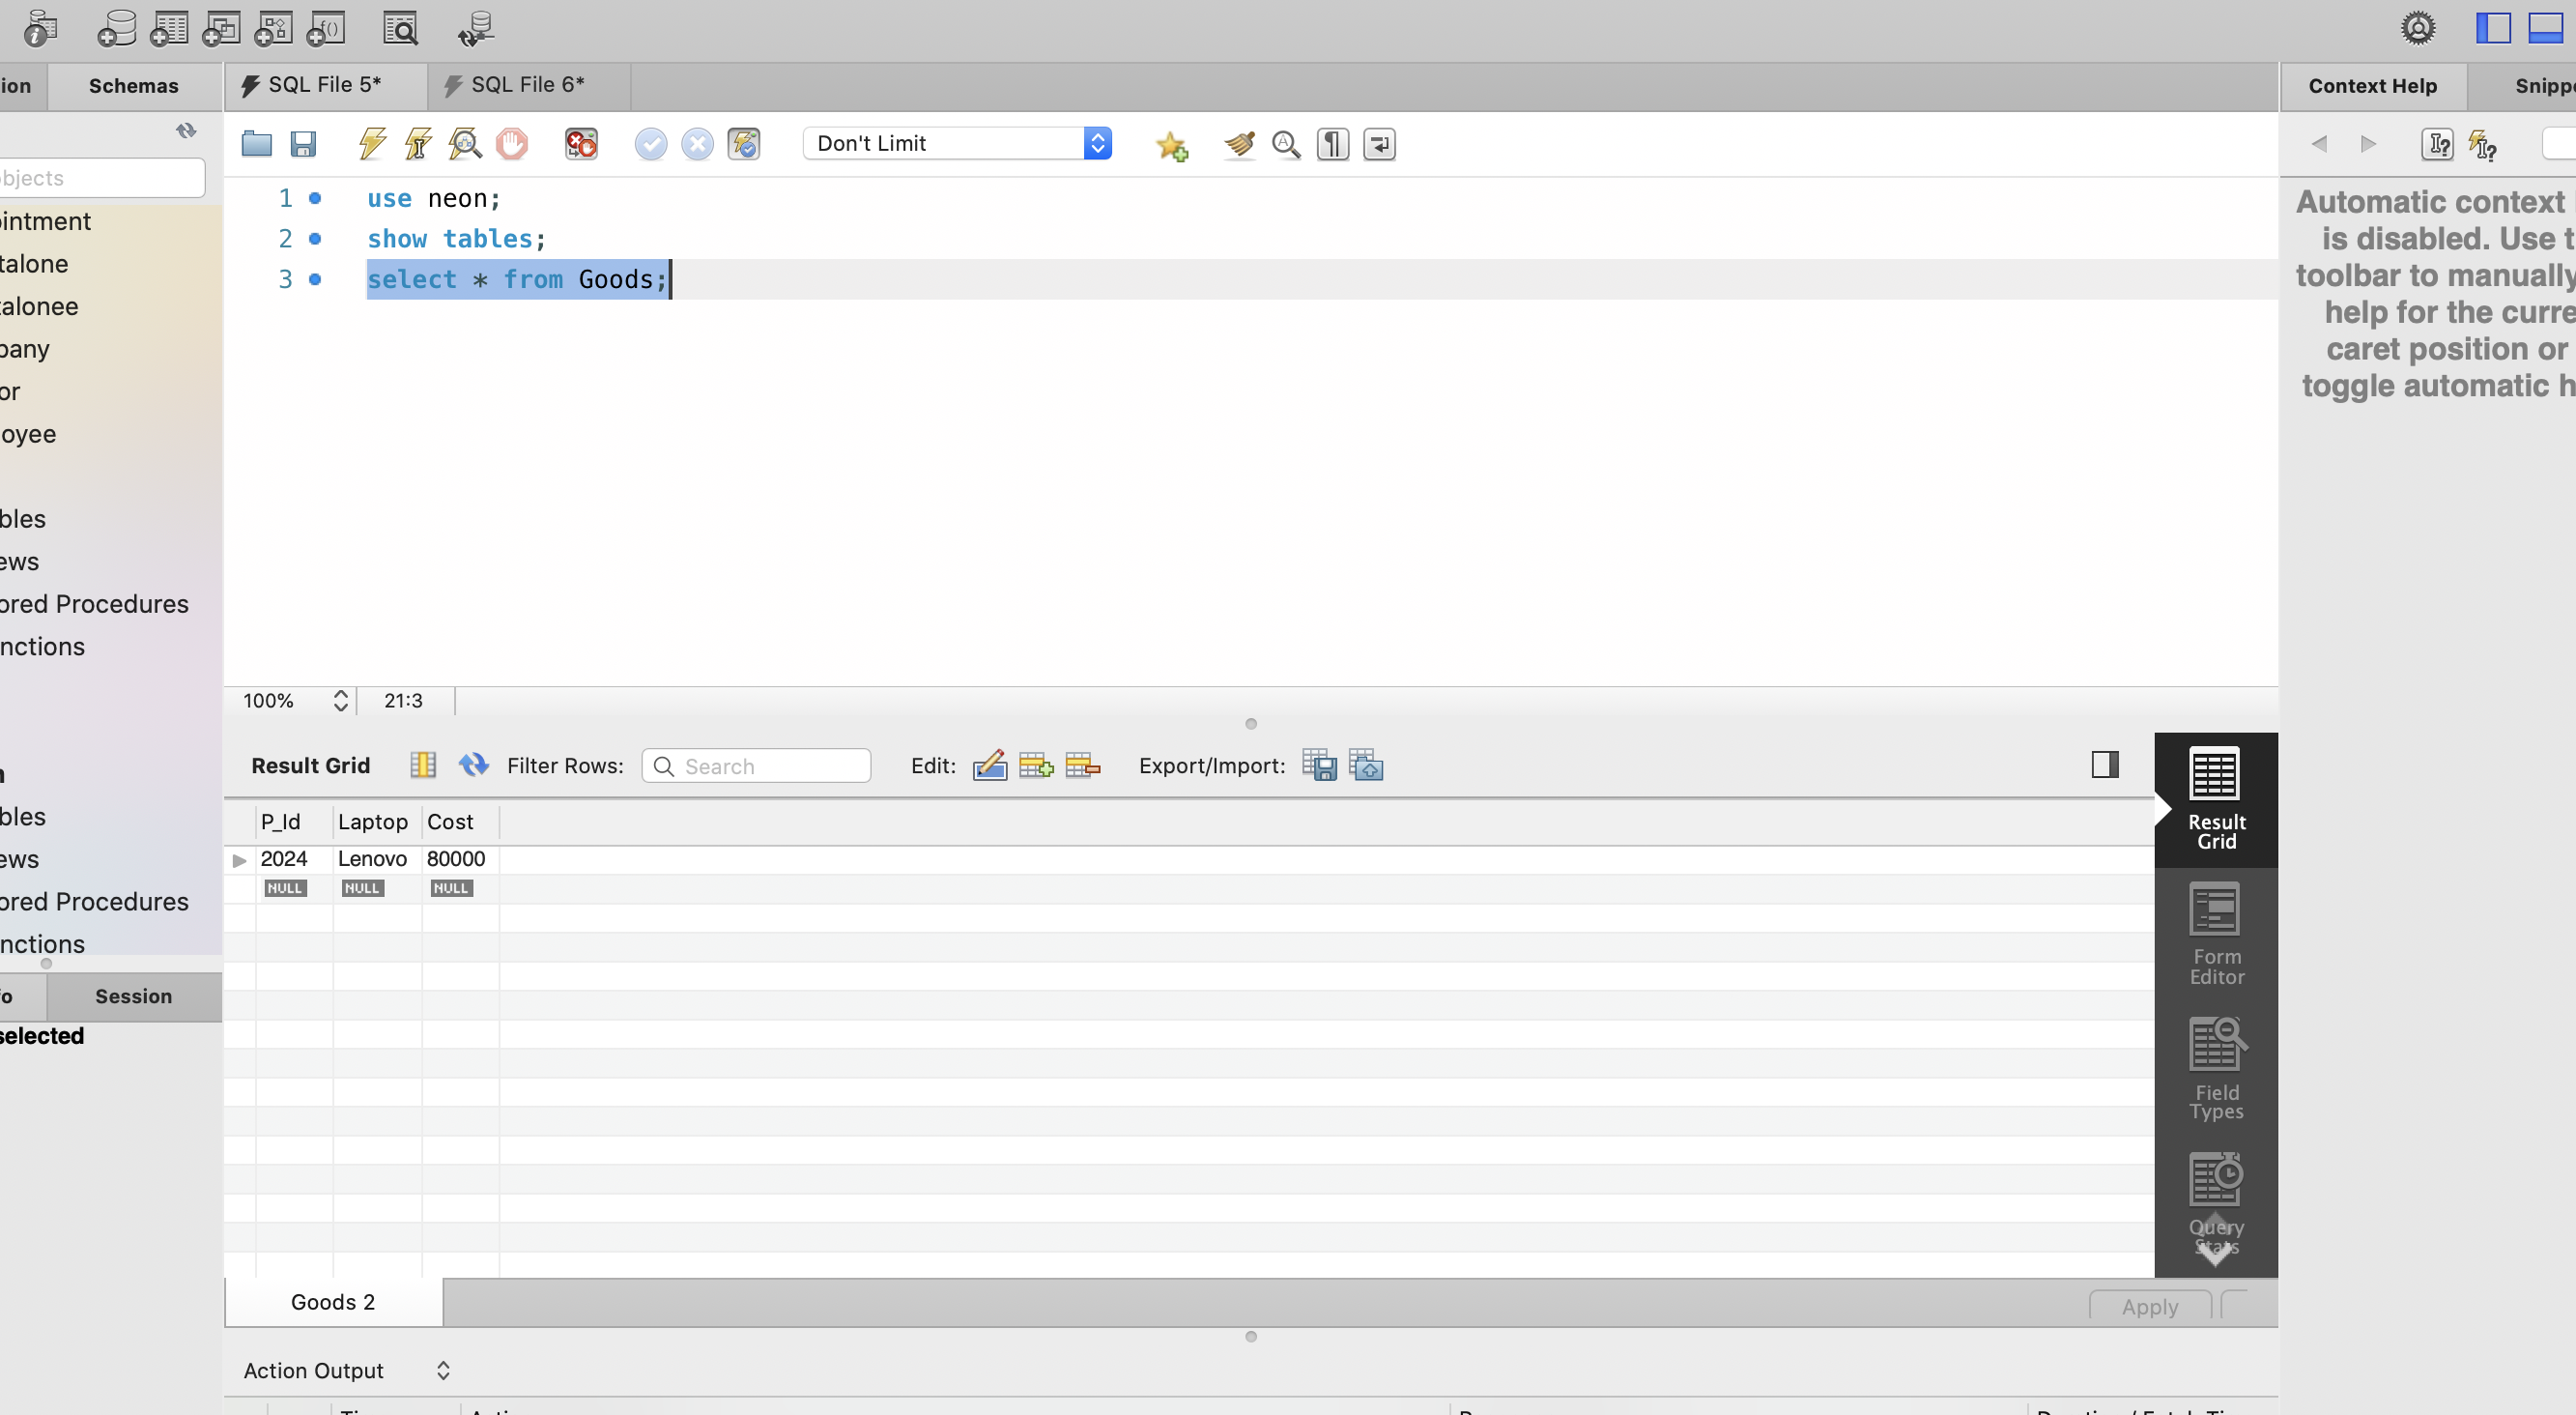 ion Schemas SQL File 5* SQL File 6* Context Help Snipp
Don't Limit
bjects
1 use neon;
2 show tables;
3 select * from Goods;
Automatic context
is disabled. Use t
toolbar to manually
help for the curre
caret position or
toggle automatic h
intment
talone
alonee
pany
or
oyee
bles
ews
ored Procedures
nctions
bles
ews
ored Procedures
nctions
100% 21:3
Result Grid Filter Rows: Search Edit: Export/Import:
P_Id Laptop Cost
2024 Lenovo 80000
NULL NULL NULL
Result
Grid
Form
Editor
Field
Types
Query
Stats
fo Session
selected
Goods 2 Apply
Action Output